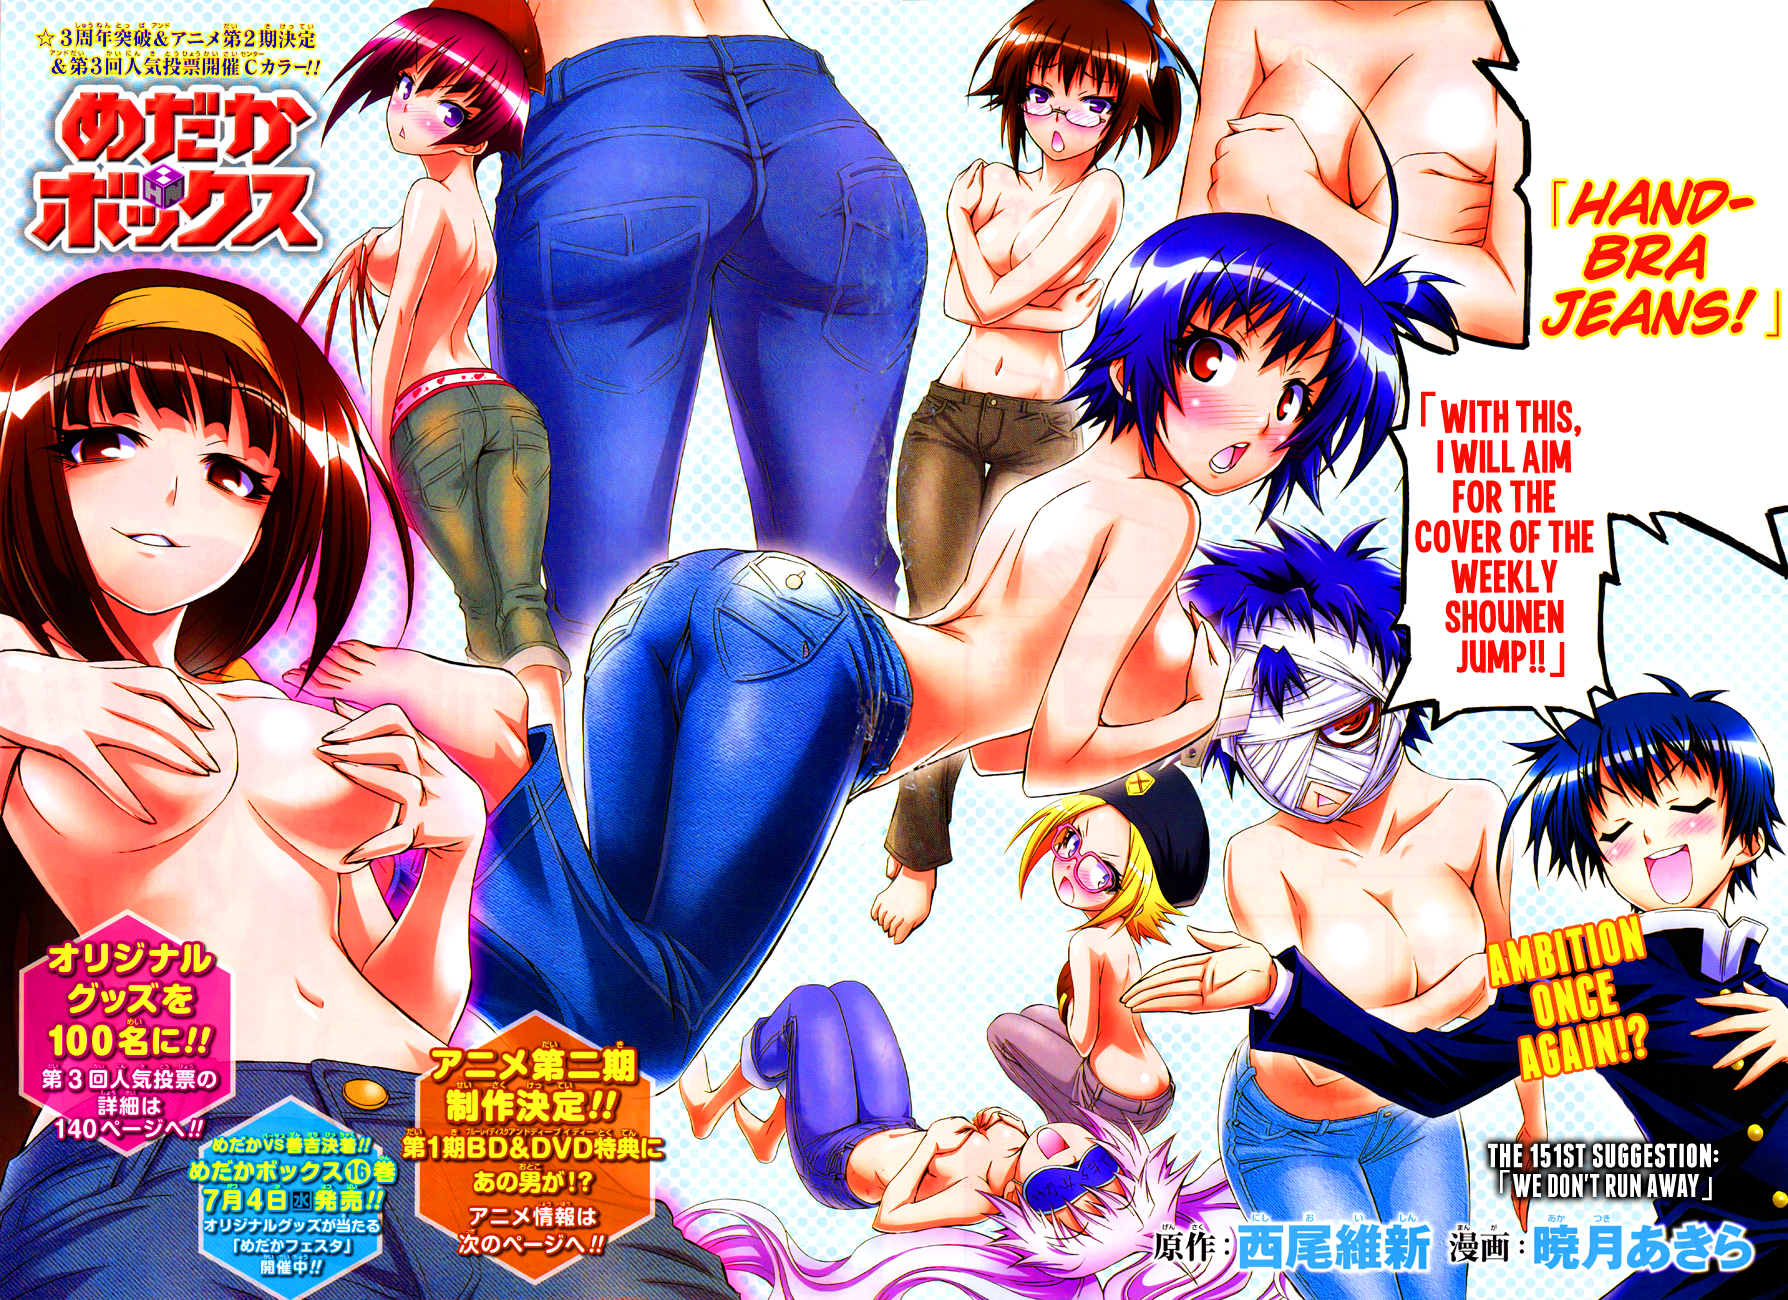 ☆3周年突破&アニメ第2期決定
&第3回人気投票開催Cカラー!!
めだか
ボックス
「HAND-
BRA
JEANS!」
「WITH THIS,
I WILL AIM
FOR THE
COVER OF THE
WEEKLY
SHOUNEN
JUMP!!」
AMBITION
ONCE
AGAIN!?
オリジナル
グッズを
100名に!!
第3回人気投票の
詳細は
140ページへ!!
めだかVS善吉決着!!
めだかボックス16巻
7月4日水発売!!
オリジナルグッズが当たる
「めだかフェスタ」
開催中!!
アニメ第二期
制作決定!!
第1期BD&DVD特典に
あの男が!?
アニメ情報は
次のページへ!!
THE 151ST SUGGESTION:
「WE DON'T RUN AWAY」
原作:西尾維新 漫画:暁月あきら